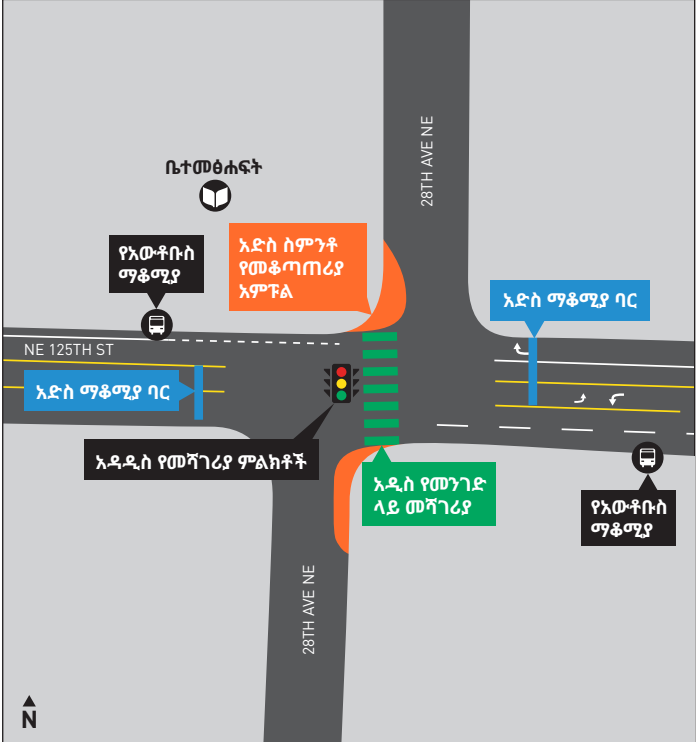 28TH AVE NE
ቤተመፅሐፍት
የአውቶቡስ
ማቆሚያ
አድስ ስምንቶ
የመቆጣጠሪያ
አምፑል
አድስ ማቆሚያ ባር
NE 125TH ST
አድስ ማቆሚያ ባር
አዳዲስ የመሻገሪያ ምልክቶች
አዲስ የመንገድ
ላይ መሻገሪያ
የአውቶቡስ
ማቆሚያ
28TH AVE NE
N